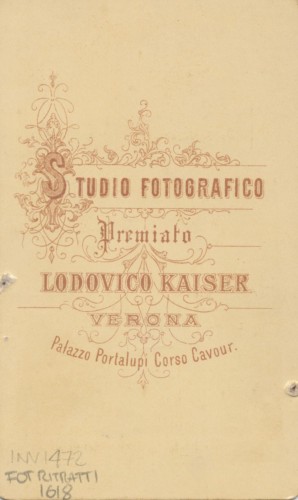 STUDIO FOTOGRAFICO
Premiato
LODOVICO KAISER
VERONA
Palazzo Portalupi Corso Cavour.
INV 1472
FOT RITRATTI
1618